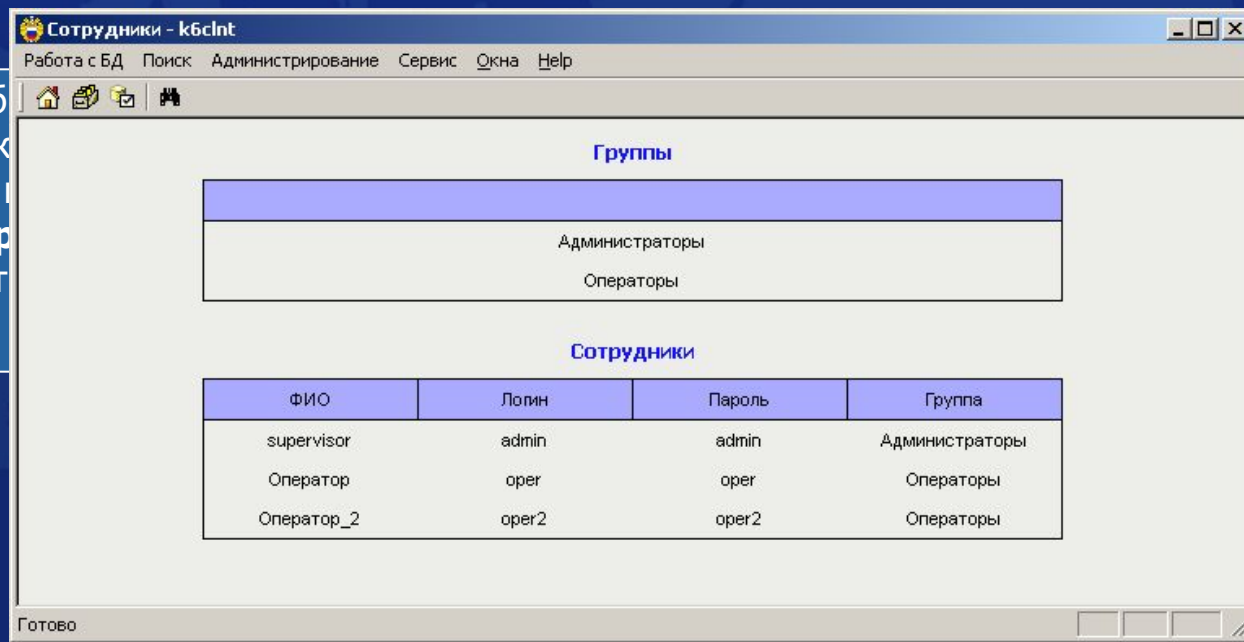 Сотрудники - k6clnt
Работа с БД Поиск Администрирование Сервис Окна Help
Группы
Администраторы
Операторы
Сотрудники
ФИО Логин Пароль Группа
supervisor admin admin Администраторы
Оператор oper oper Операторы
Оператор_2 oper2 oper2 Операторы
Готово